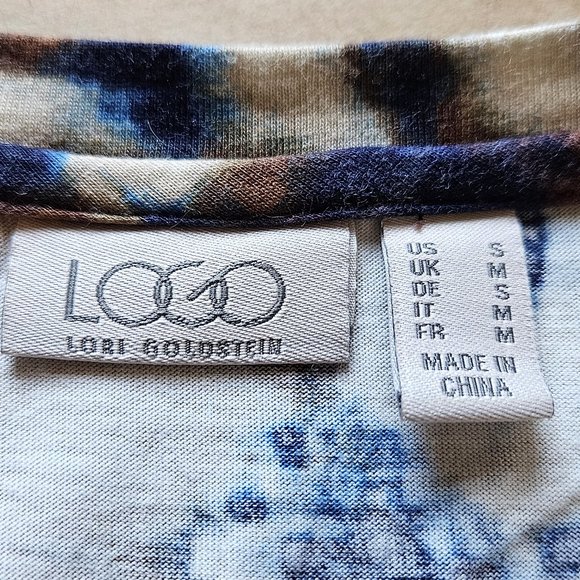 LOGO
LORI GOLDSTEIN
US S
UK M
DE S
IT M
FR M
MADE IN
CHINA